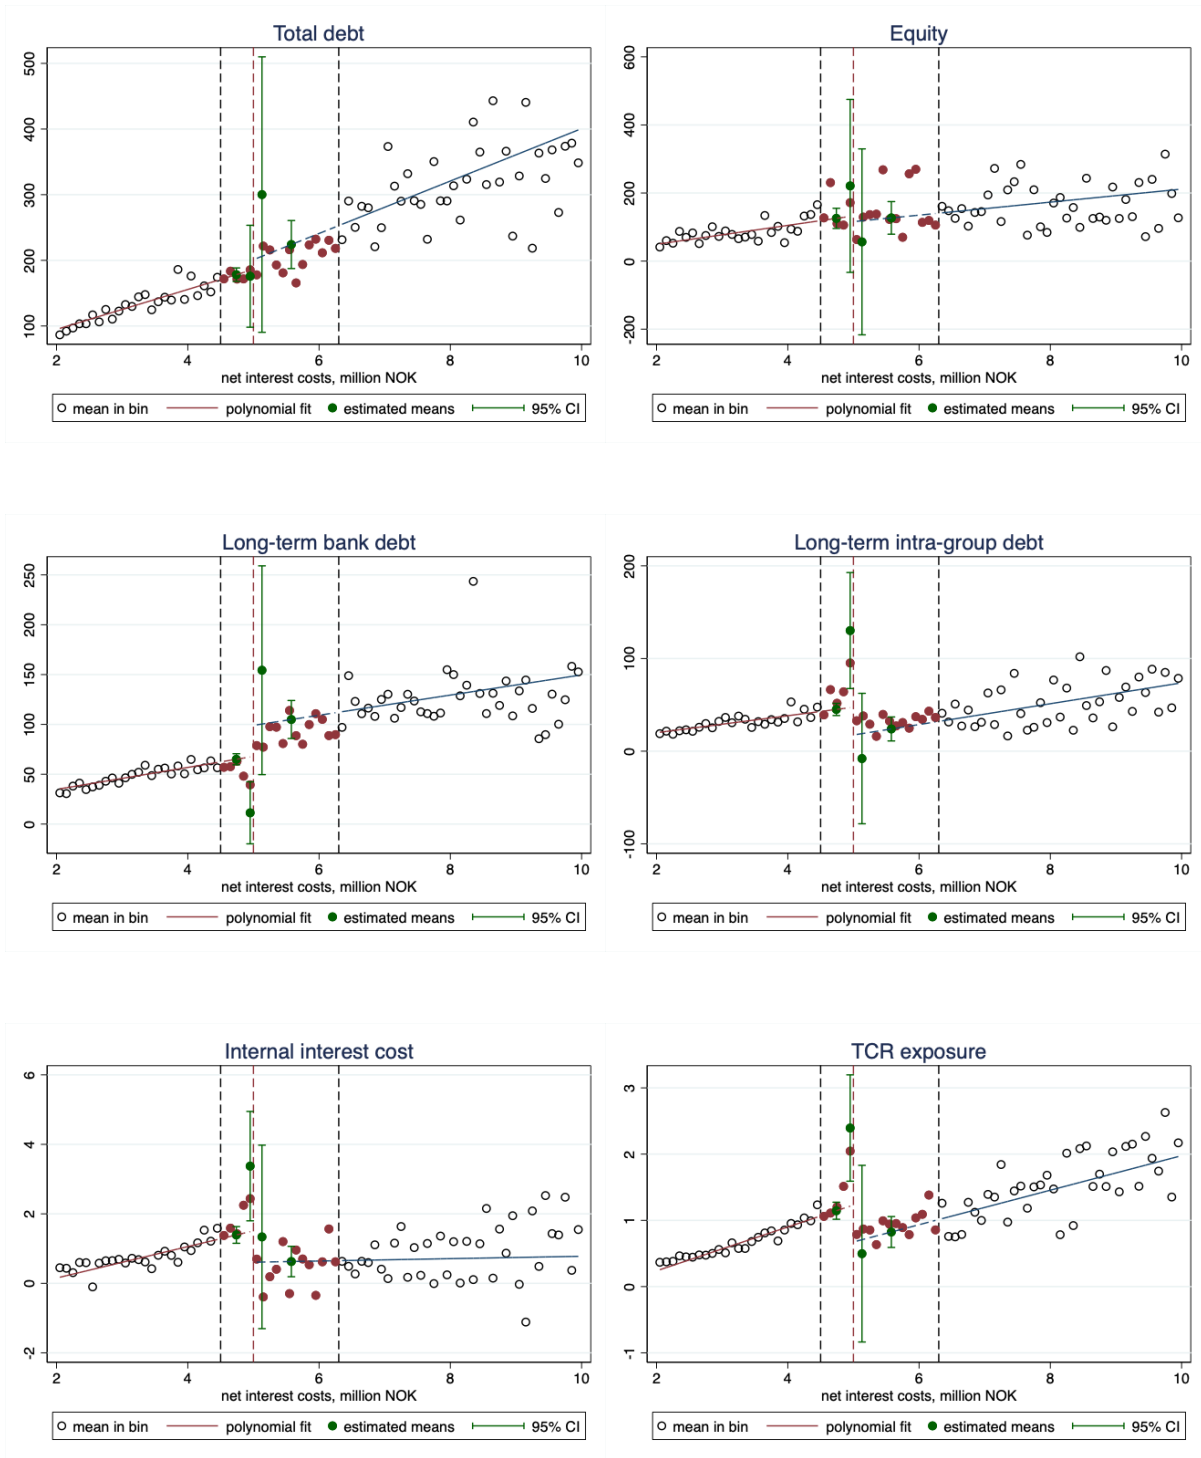 Total debt
500
400
300
200
100
2 4 6 8 10
net interest costs, million NOK
mean in bin polynomial fit estimated means 95% CI
Equity
600
400
200
0
-200
2 4 6 8 10
net interest costs, million NOK
mean in bin polynomial fit estimated means 95% CI
Long-term bank debt
250
200
150
100
50
0
2 4 6 8 10
net interest costs, million NOK
mean in bin polynomial fit estimated means 95% CI
Long-term intra-group debt
200
100
0
-100
2 4 6 8 10
net interest costs, million NOK
mean in bin polynomial fit estimated means 95% CI
Internal interest cost
6
4
2
0
-2
2 4 6 8 10
net interest costs, million NOK
mean in bin polynomial fit estimated means 95% CI
TCR exposure
3
2
1
0
-1
2 4 6 8 10
net interest costs, million NOK
mean in bin polynomial fit estimated means 95% CI